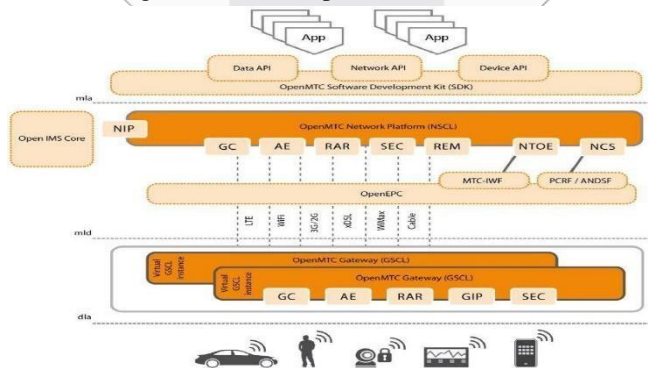 App
App
Data API
Network API
Device API
OpenMTC Software Development Kit (SDK)
mIa
Open IMS Core
NIP
OpenMTC Network Platform (NSCL)
GC
AE
RAR
SEC
REM
NTOE
NCS
MTC-IWF
PCRF / ANDSF
OpenEPC
LTE
WiFi
3G/2G
xDSL
WiMax
Cable
mId
Virtual GSCL
instance
OpenMTC Gateway (GSCL)
Virtual
GSCL
instance
OpenMTC Gateway (GSCL)
GC
AE
RAR
GIP
SEC
dIa